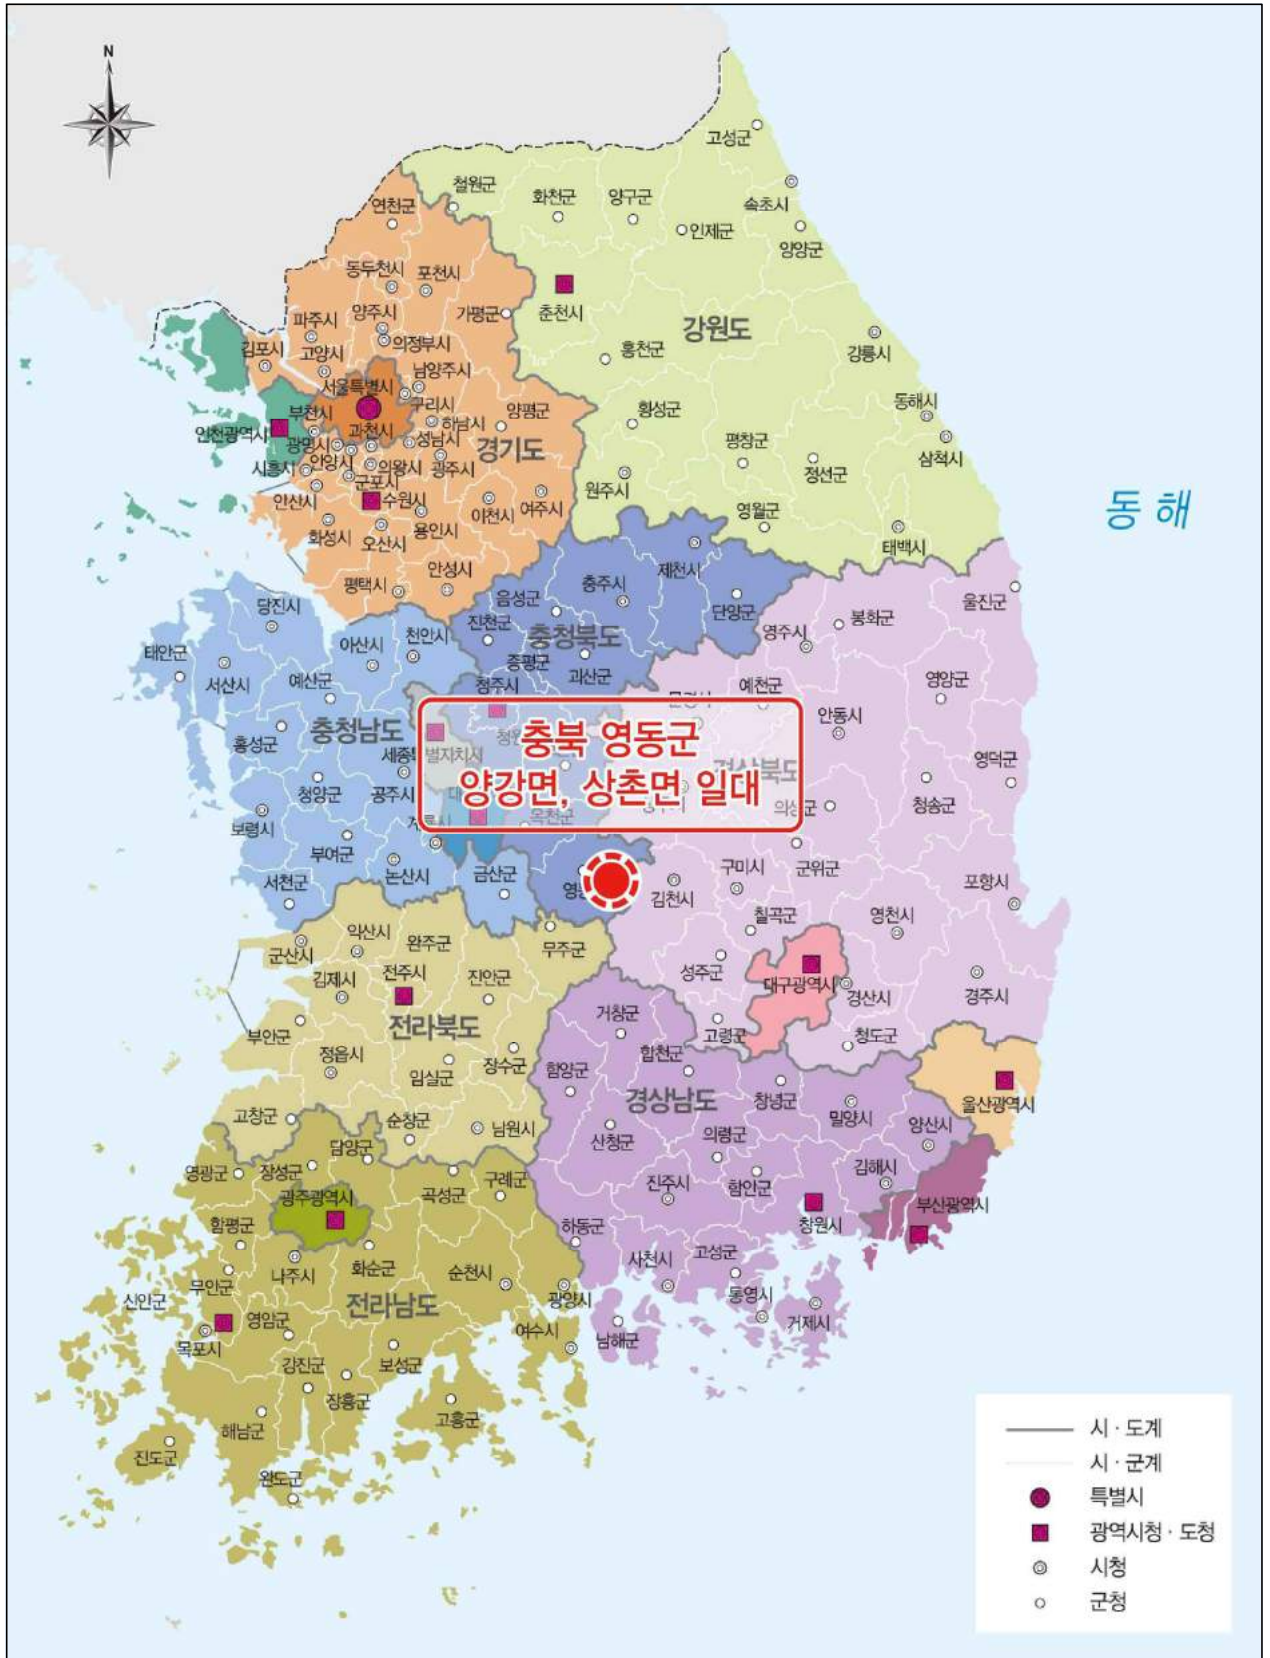 N
고성군
철원군
화천군
양구군
속초시
연천군
인제군
양양군
동두천시
포천시
춘천시
가평군
파주시
양주시
강원도
의정부시
김포시
고양시
홍천군
강릉시
서울특별시
남양주시
구리시
동해시
부천시
양평군
횡성군
인천광역시
과천시
하남시
광명시
성남시
경기도
평창군
삼척시
시흥시
안양시
의왕시
광주시
정선군
군포시
원주시
안산시
수원시
이천시
여주시
동해
화성시
오산시
용인시
영월군
태백시
제천시
평택시
안성시
충주시
음성군
단양군
울진군
당진시
진천군
충청북도
영주시
봉화군
아산시
천안시
태안군
증평군
괴산군
서산시
예산군
청주시
예천군
영양군
안동시
홍성군
충청남도
충북 영동군
양강면, 상촌면 일대
경상북도
영덕군
청양군
공주시
의성군
청송군
보령시
옥천군
부여군
논산시
금산군
구미시
군위군
서천군
김천시
포항시
칠곡군
영천시
익산시
완주군
무주군
군산시
김제시
전주시
진안군
성주군
대구광역시
경산시
경주시
거창군
부안군
전라북도
고령군
청도군
정읍시
합천군
임실군
장수군
함양군
경상남도
창녕군
밀양시
울산광역시
고창군
순창군
남원시
산청군
의령군
양산시
담양군
영광군
장성군
구례군
진주시
함안군
김해시
광주광역시
곡성군
부산광역시
함평군
하동군
창원시
나주시
화순군
순천시
사천시
고성군
무안군
신안군
전라남도
광양시
통영시
영암군
여수시
거제시
목포시
남해군
강진군
보성군
장흥군
고흥군
해남군
진도군
완도군
시 · 도계
시 · 군계
특별시
광역시청 · 도청
시청
군청